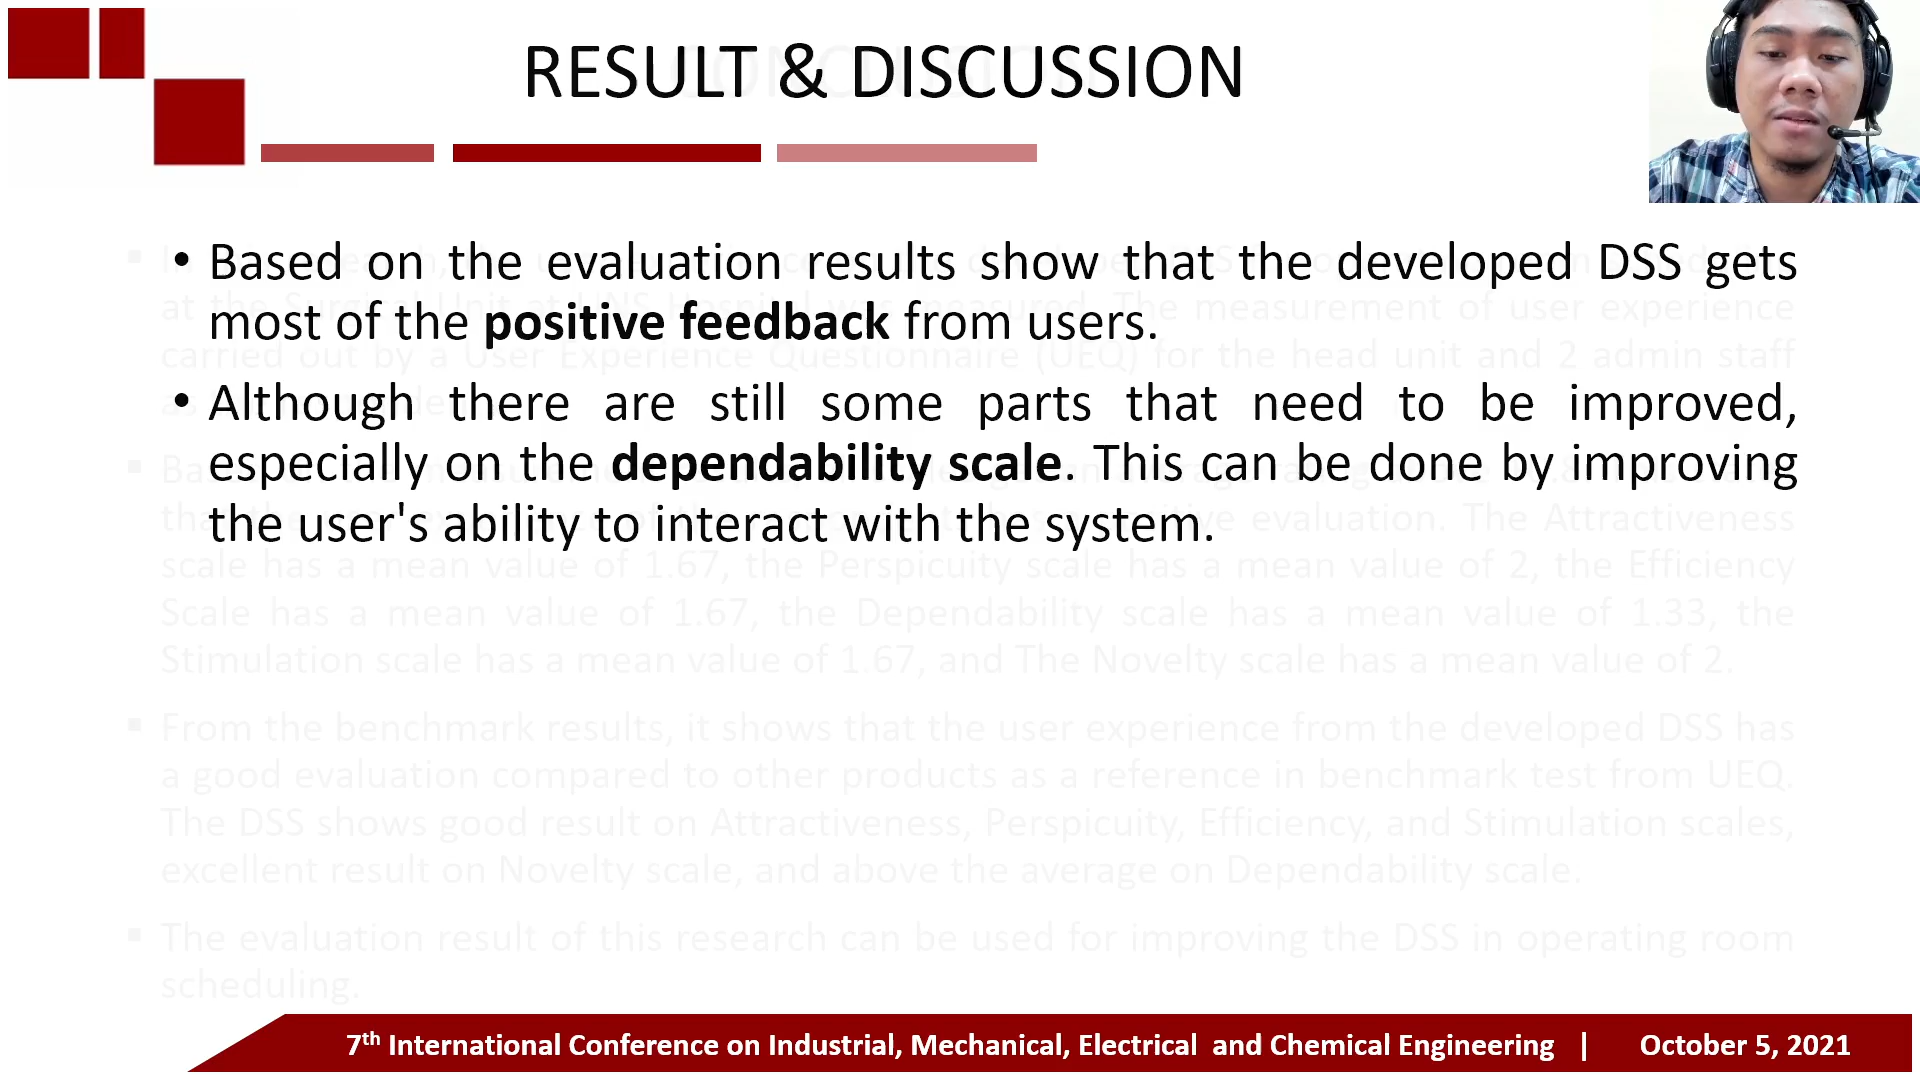 RESULT & DISCUSSION
• Based on the evaluation results show that the developed DSS gets
most of the positive feedback from users.
• Although there are still some parts that need to be improved,
especially on the dependability scale. This can be done by improving
the user's ability to interact with the system.
at the Surgical Unit at UNS Hospital was measured. The measurement of user experience
carried out by a User Experience Questionnaire (UEQ) for the head unit and 2 admin staff
evaluation. The Attractiveness
scale has a mean value of 1.67, the Perspicuity scale has a mean value of 2, the Efficiency
Scale has a mean value of 1.67, the Dependability scale has a mean value of 1.33, the
Stimulation scale has a mean value of 1.67, and The Novelty scale has a mean value of 2.
▪ From the benchmark results, it shows that the user experience from the developed DSS has
a good evaluation compared to other products as a reference in benchmark test from UEQ.
The DSS shows good result on Attractiveness, Perspicuity, Efficiency, and Stimulation scales,
excellent result on Novelty scale, and above the average on Dependability scale.
▪ The evaluation result of this research can be used for improving the DSS in operating room
scheduling.
7th International Conference on Industrial, Mechanical, Electrical and Chemical Engineering | October 5, 2021